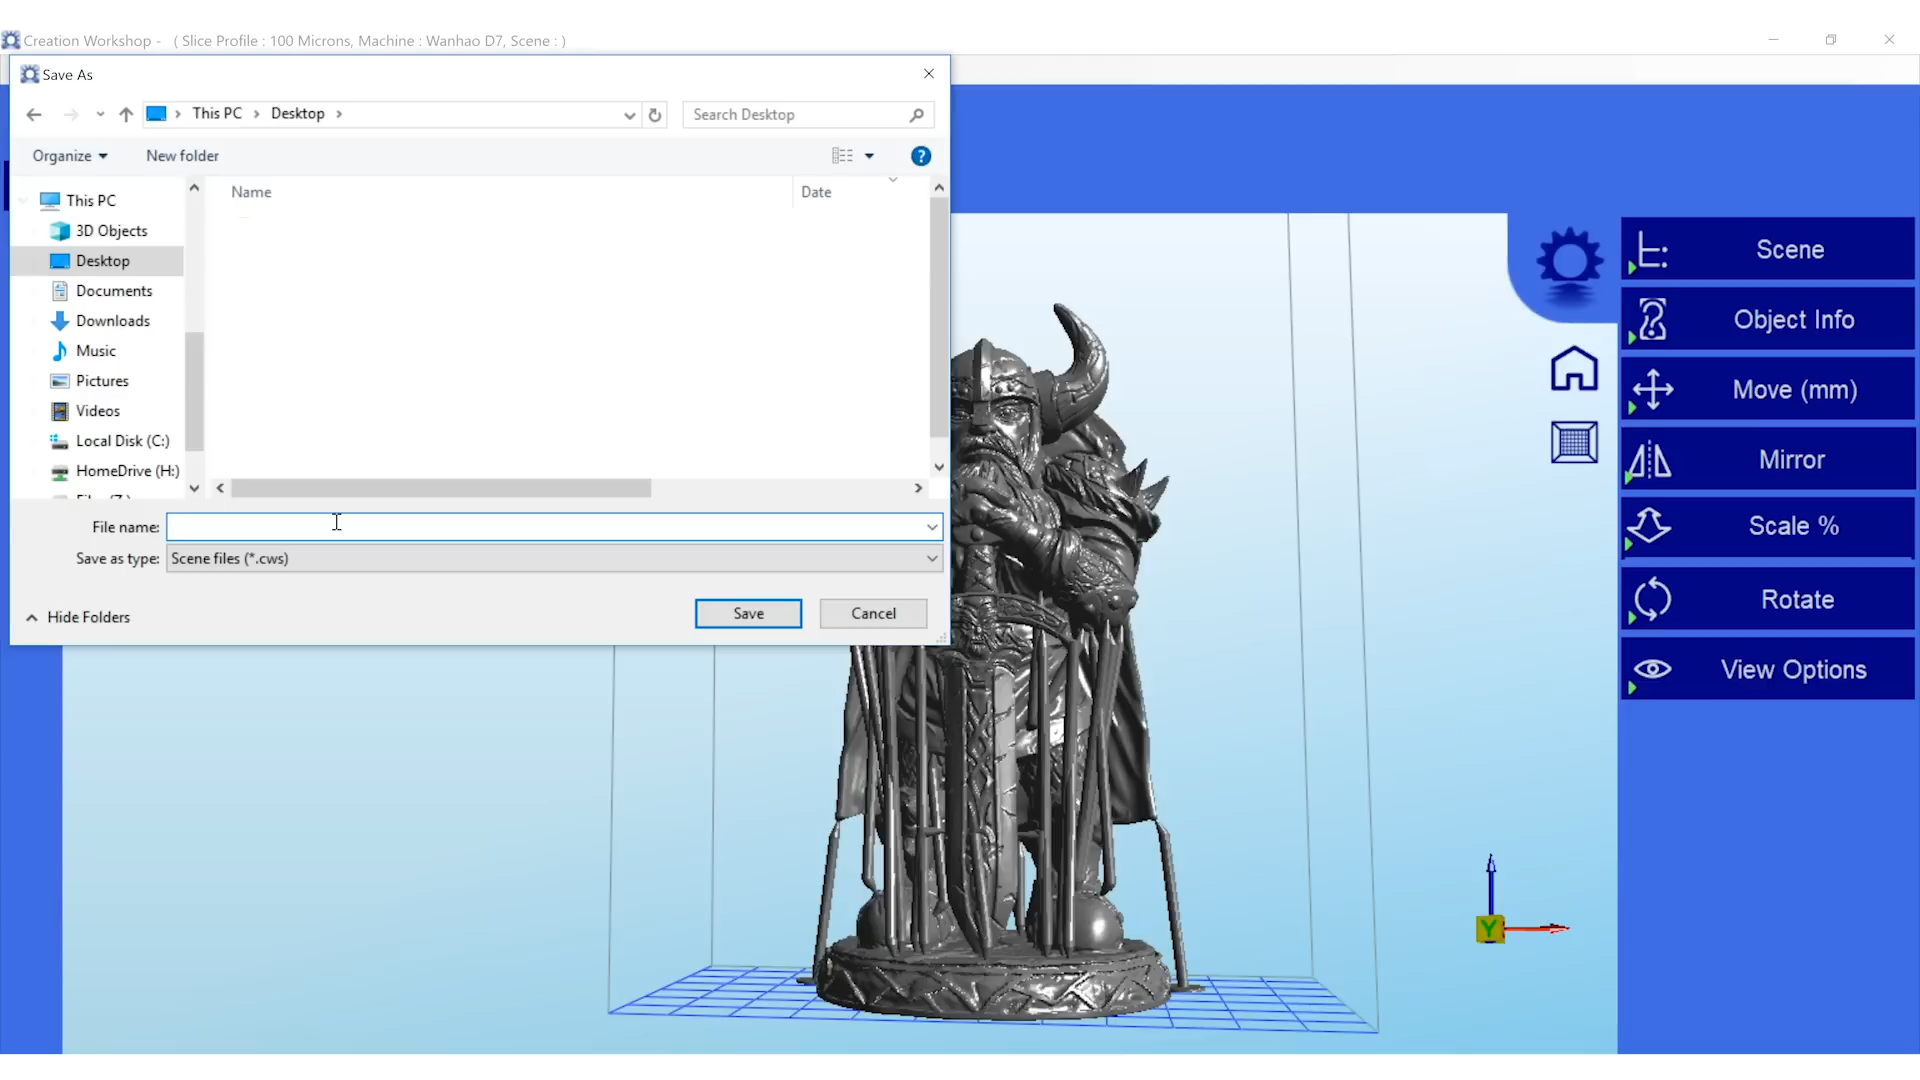 Creation Workshop -   ( Slice Profile : 100 Microns, Machine : Wanhao D7, Scene : )
Save As
This PC > Desktop >
Search Desktop
Organize
New folder
?
Name
Date
This PC
3D Objects
Desktop
Documents
Downloads
Music
Pictures
Videos
Local Disk (C:)
HomeDrive (H:)
File name:
Save as type: Scene files (*.cws)
Hide Folders
Save
Cancel
Scene
Object Info
Move (mm)
Mirror
Scale %
Rotate
View Options
Y